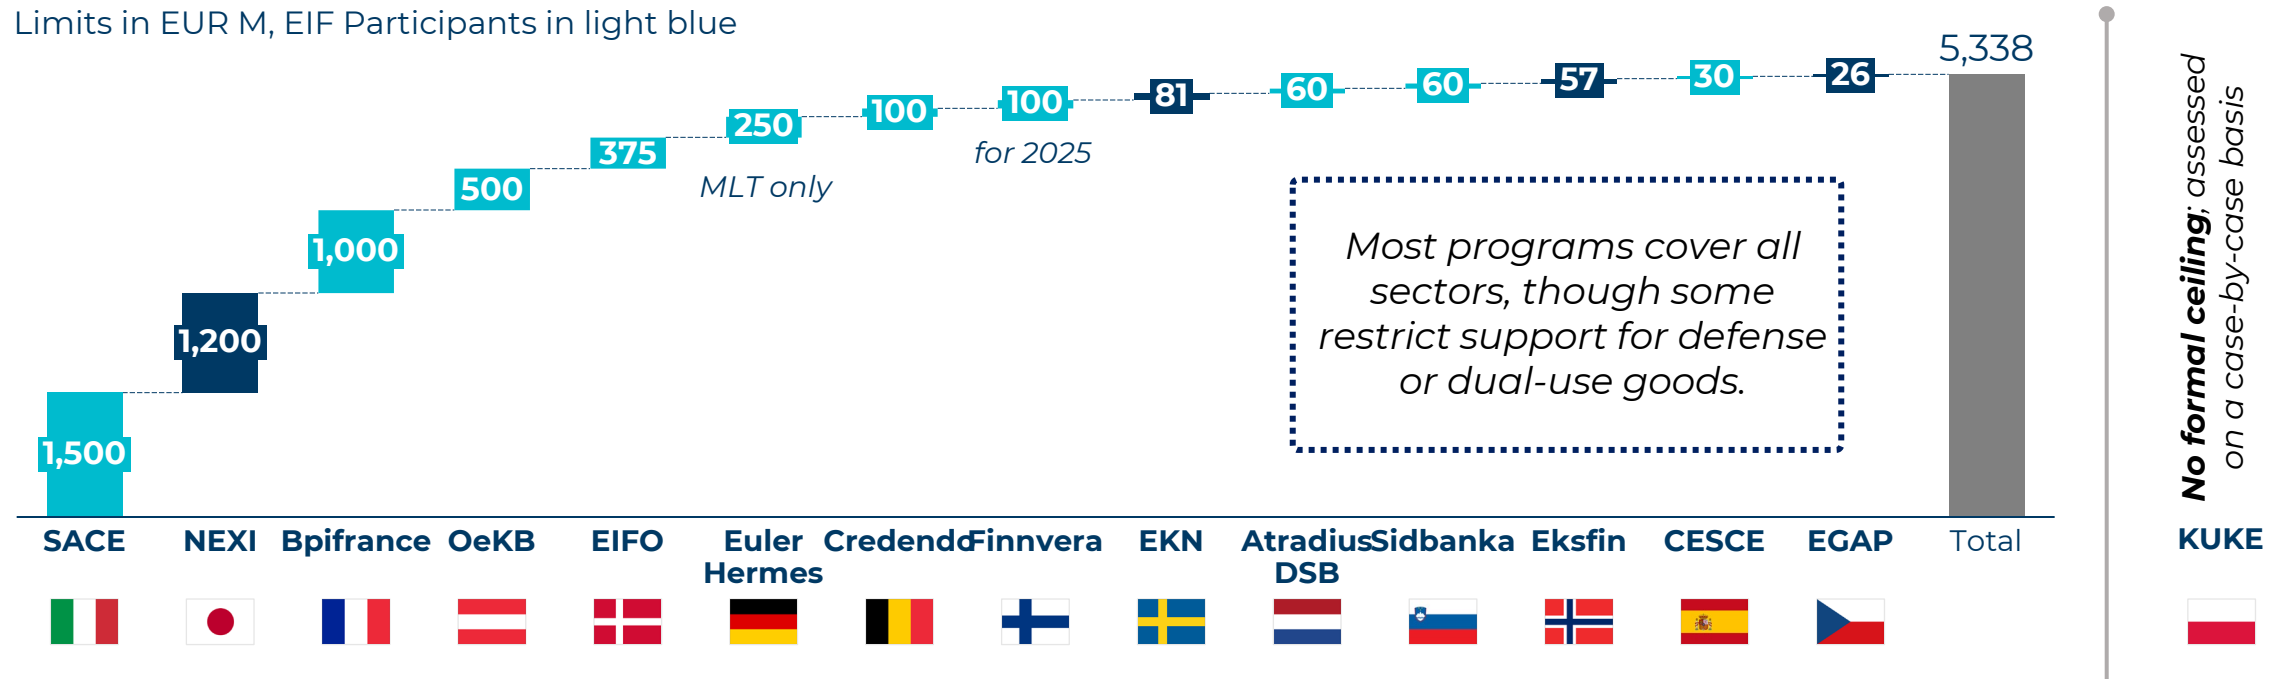 Limits in EUR M, EIF Participants in light blue
5,338
1,500
1,200
1,000
500
375
250
MLT only
100
100
for 2025
81
60
60
57
30
26
Most programs cover all
sectors, though some
restrict support for defense
or dual-use goods.
No formal ceiling; assessed
on a case-by-case basis
SACE
NEXI
Bpifrance
OeKB
EIFO
Euler
Hermes
Credendo
Finnvera
EKN
Atradius
DSB
Sidbanka
Eksfin
CESCE
EGAP
Total
KUKE